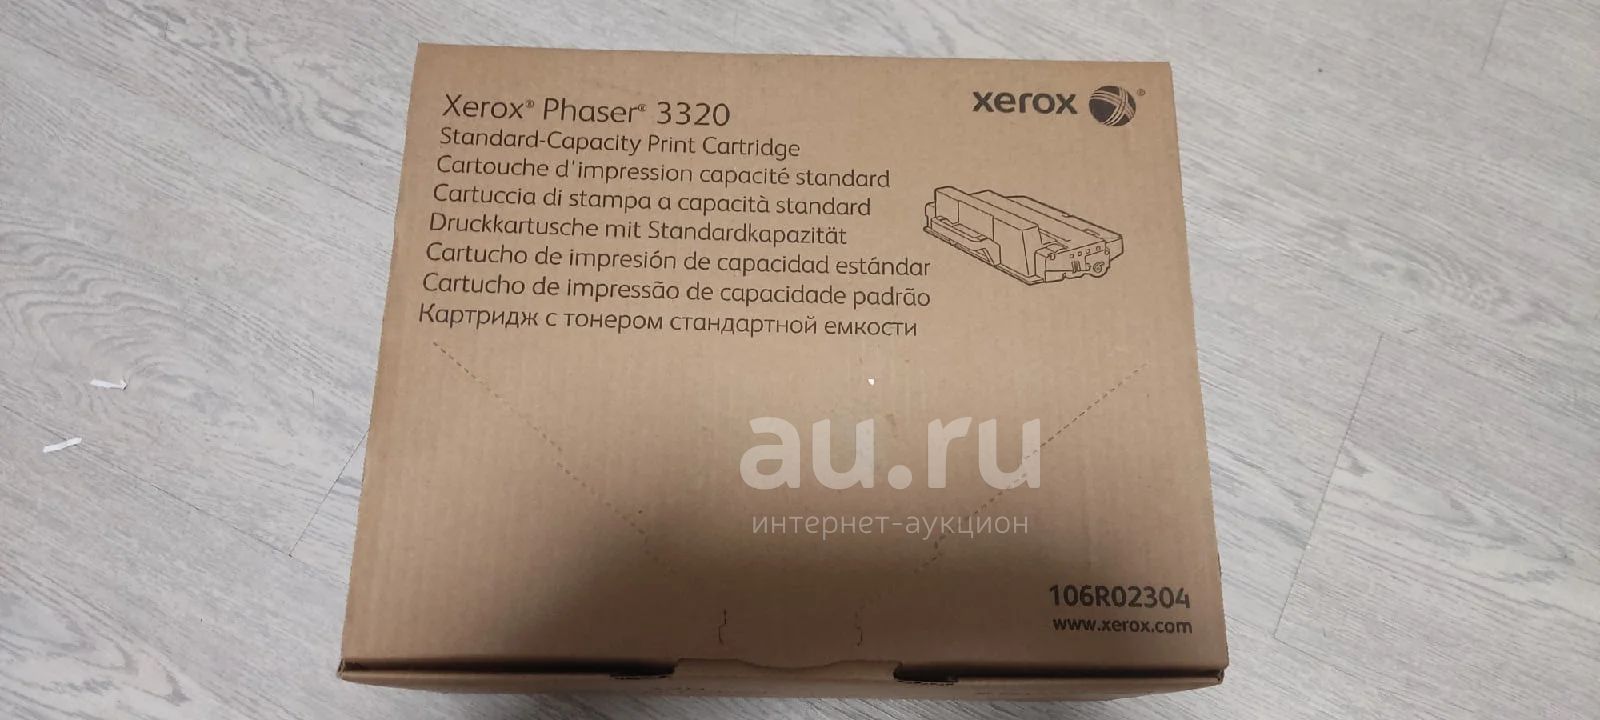 Xerox® Phaser® 3320
xerox ®
Standard-Capacity Print Cartridge
Cartouche d'impression capacité standard
Cartuccia di stampa a capacità standard
Druckkartusche mit Standardkapazität
Cartucho de impresión de capacidad estándar
Cartucho de impressão de capacidade padrão
Картридж с тонером стандартной емкости
au.ru
интернет-аукцион
106R02304
www.xerox.com